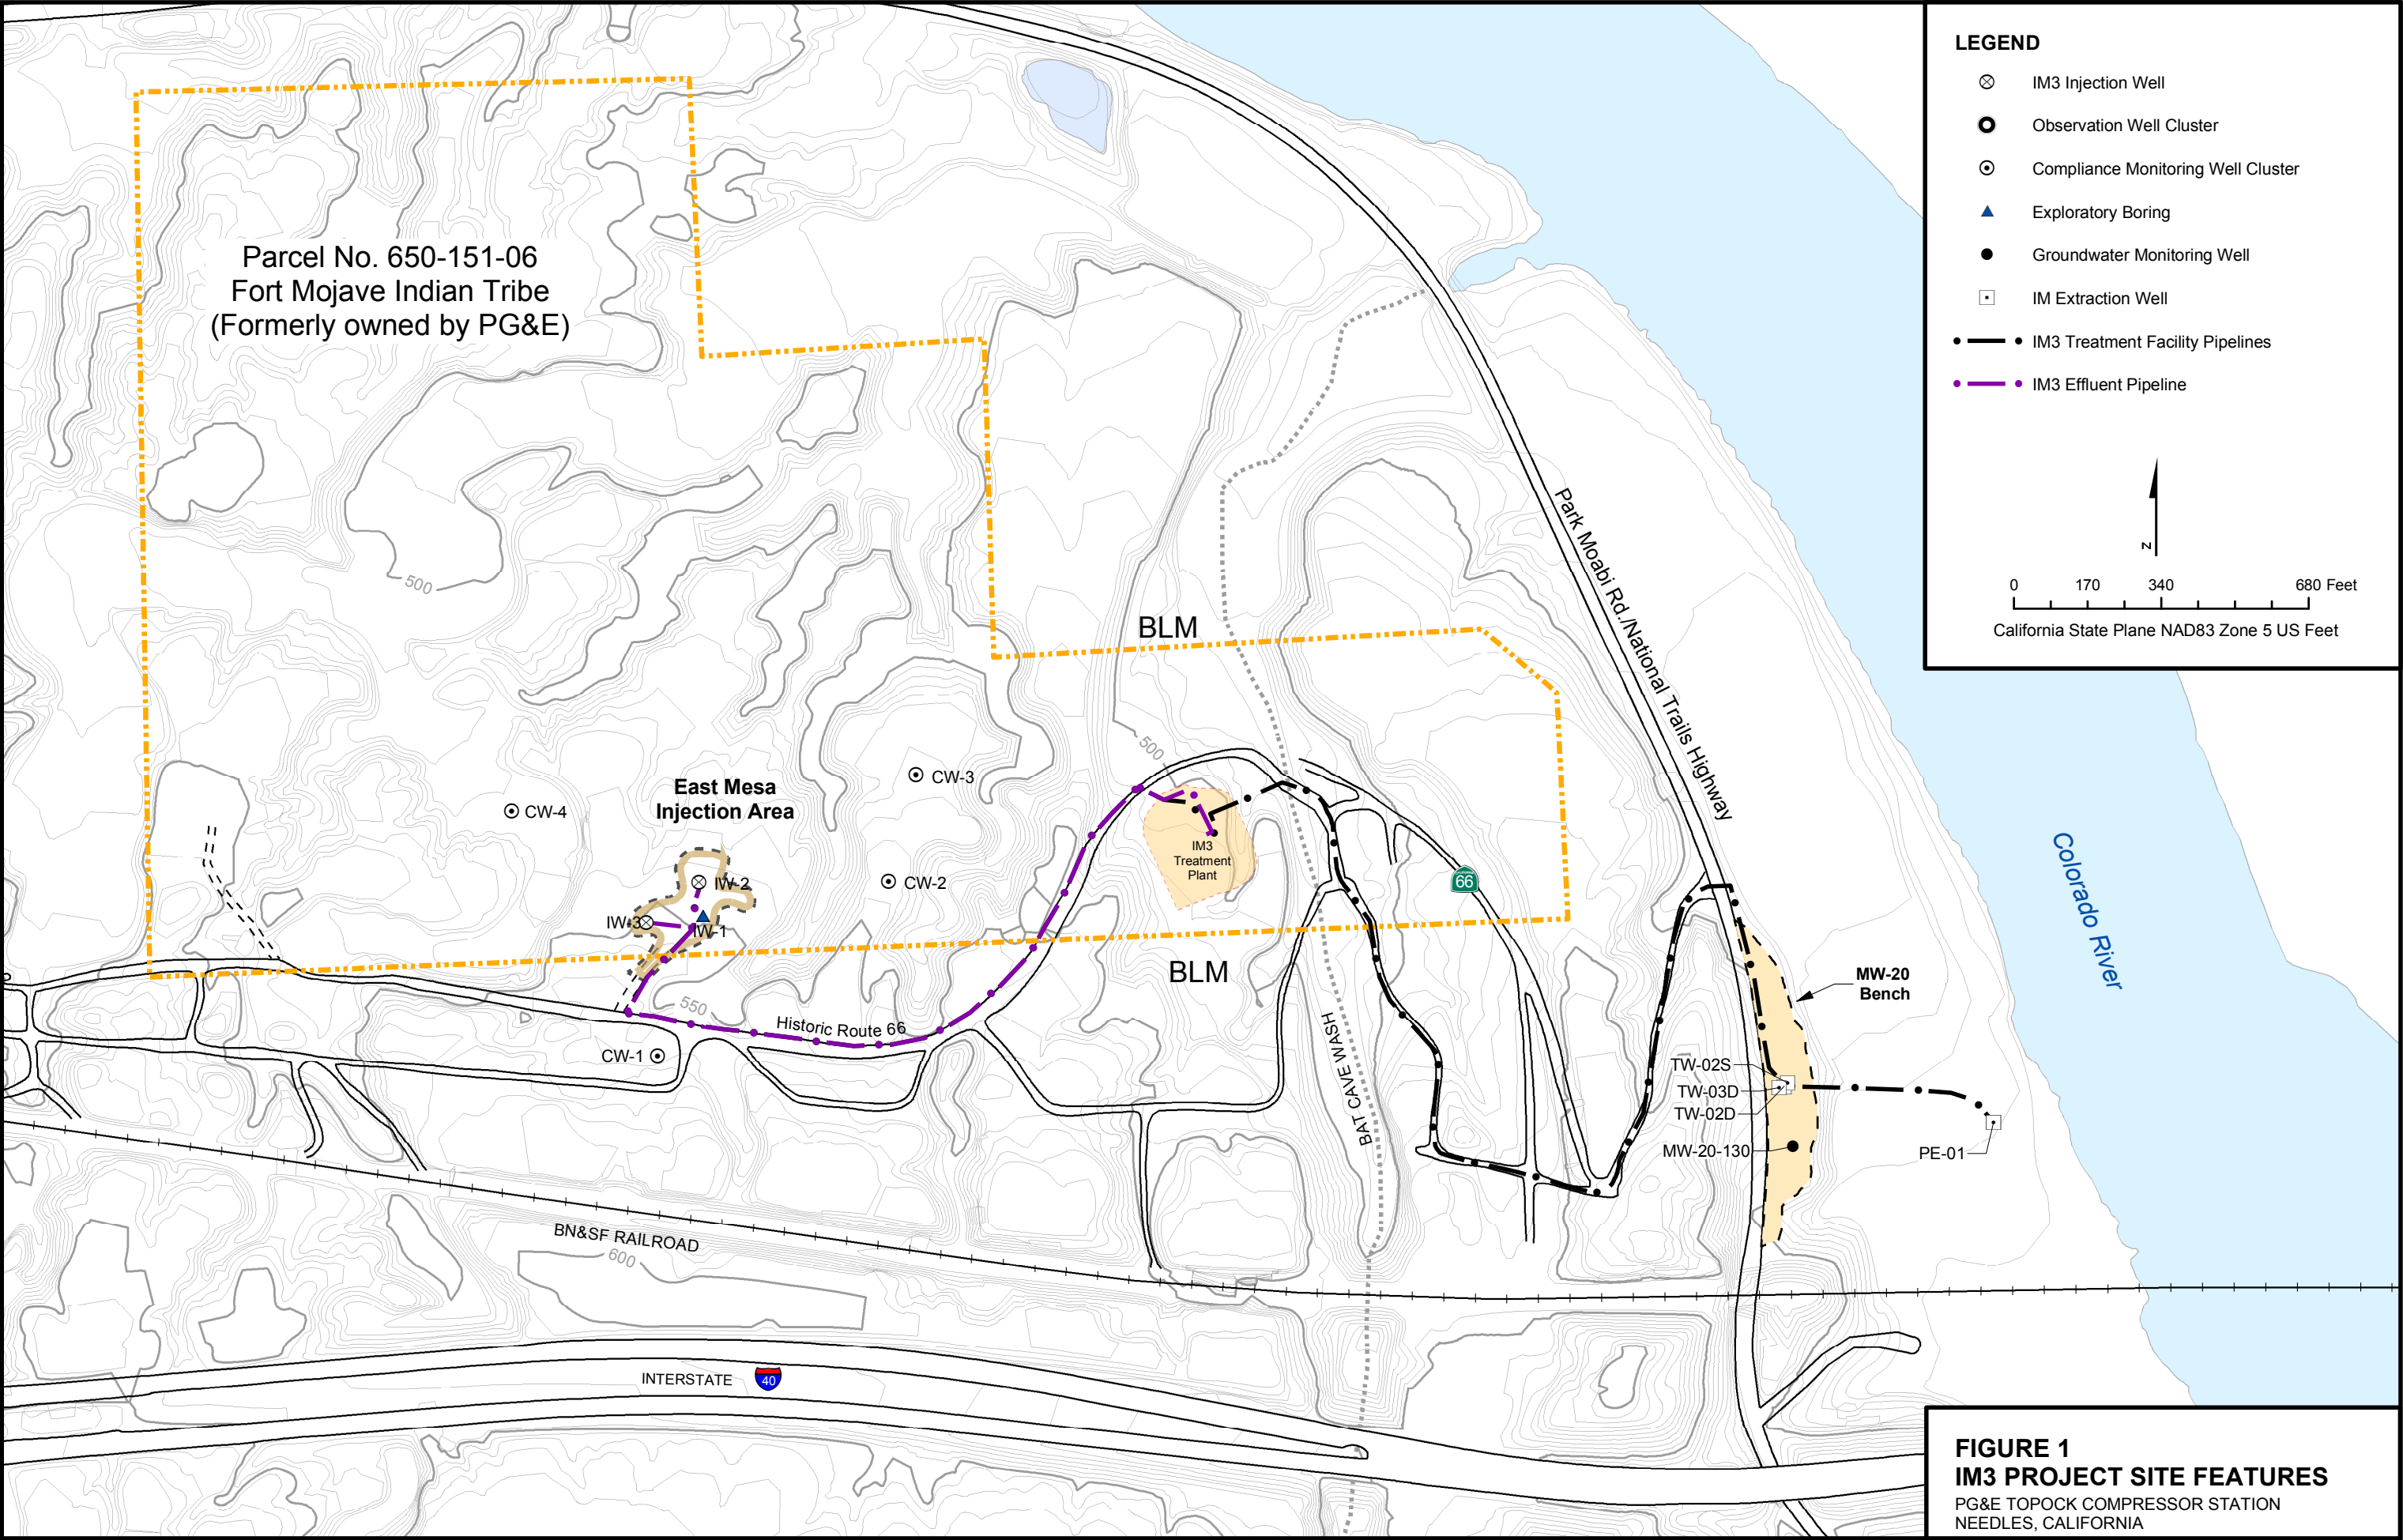 Parcel No. 650-151-06
Fort Mojave Indian Tribe
(Formerly owned by PG&E)
500
BLM
Park Moabi Rd./National Trails Highway
500
East Mesa
Injection Area
CW-3
CW-4
CW-2
IW-2
IW-3
IW-1
IM3
Treatment
Plant
66
BLM
550
Historic Route 66
CW-1
BAT CAVE WASH
Colorado River
MW-20
Bench
TW-02S
TW-03D
TW-02D
MW-20-130
PE-01
BN&SF RAILROAD
600
INTERSTATE
40
LEGEND
IM3 Injection Well
Observation Well Cluster
Compliance Monitoring Well Cluster
Exploratory Boring
Groundwater Monitoring Well
IM Extraction Well
IM3 Treatment Facility Pipelines
IM3 Effluent Pipeline
N
0 170 340 680 Feet
California State Plane NAD83 Zone 5 US Feet
FIGURE 1
IM3 PROJECT SITE FEATURES
PG&E TOPOCK COMPRESSOR STATION
NEEDLES, CALIFORNIA